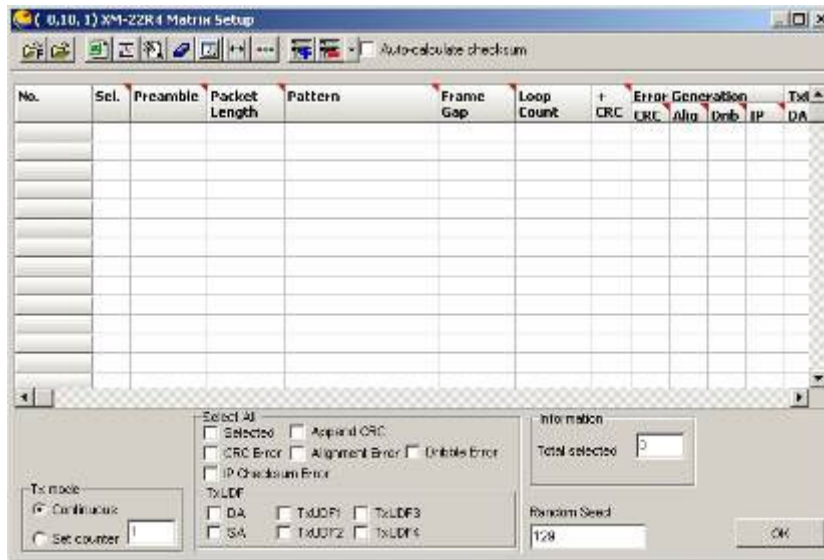 ( 0,10, 1) XM-22R4 Matrix Setup
Auto-calculate checksum
No. Sel. Preamble Packet Length Pattern Frame Gap Loop Count + CRC Error Generation
CRC Alig Drib IP DA
Select All
Selected Append CRC
CRC Error Alignment Error Dribble Error
IP Checksum Error
Information
Total selected 0
Tx mode
Continuous
Set counter 1
TxUDF
DA TxUDF1 TxUDF3
SA TxUDF2 TxUDF4
Random Seed
129
OK